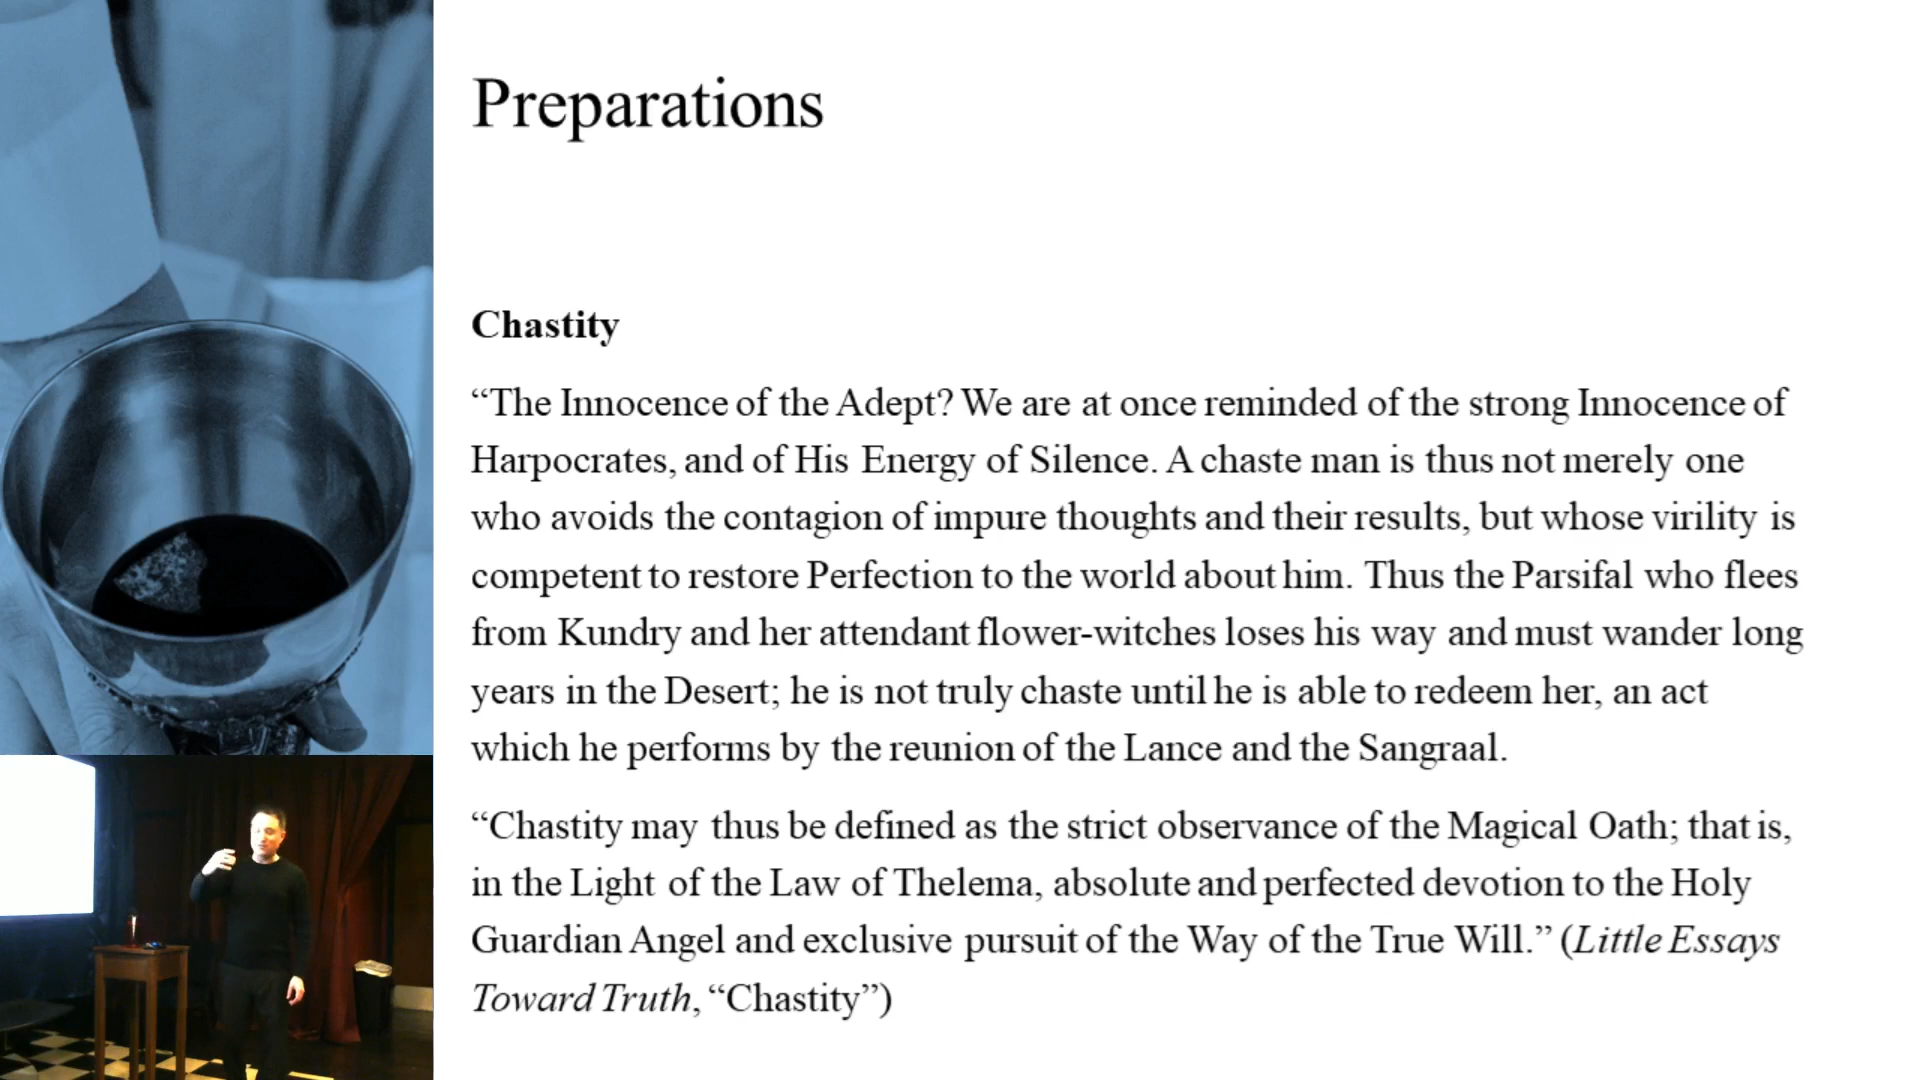 Preparations
Chastity
“The Innocence of the Adept? We are at once reminded of the strong Innocence of
Harpocrates, and of His Energy of Silence. A chaste man is thus not merely one
who avoids the contagion of impure thoughts and their results, but whose virility is
competent to restore Perfection to the world about him. Thus the Parsifal who flees
from Kundry and her attendant flower-witches loses his way and must wander long
years in the Desert; he is not truly chaste until he is able to redeem her, an act
which he performs by the reunion of the Lance and the Sangraal.
“Chastity may thus be defined as the strict observance of the Magical Oath; that is,
in the Light of the Law of Thelema, absolute and perfected devotion to the Holy
Guardian Angel and exclusive pursuit of the Way of the True Will.” (Little Essays
Toward Truth, “Chastity”)